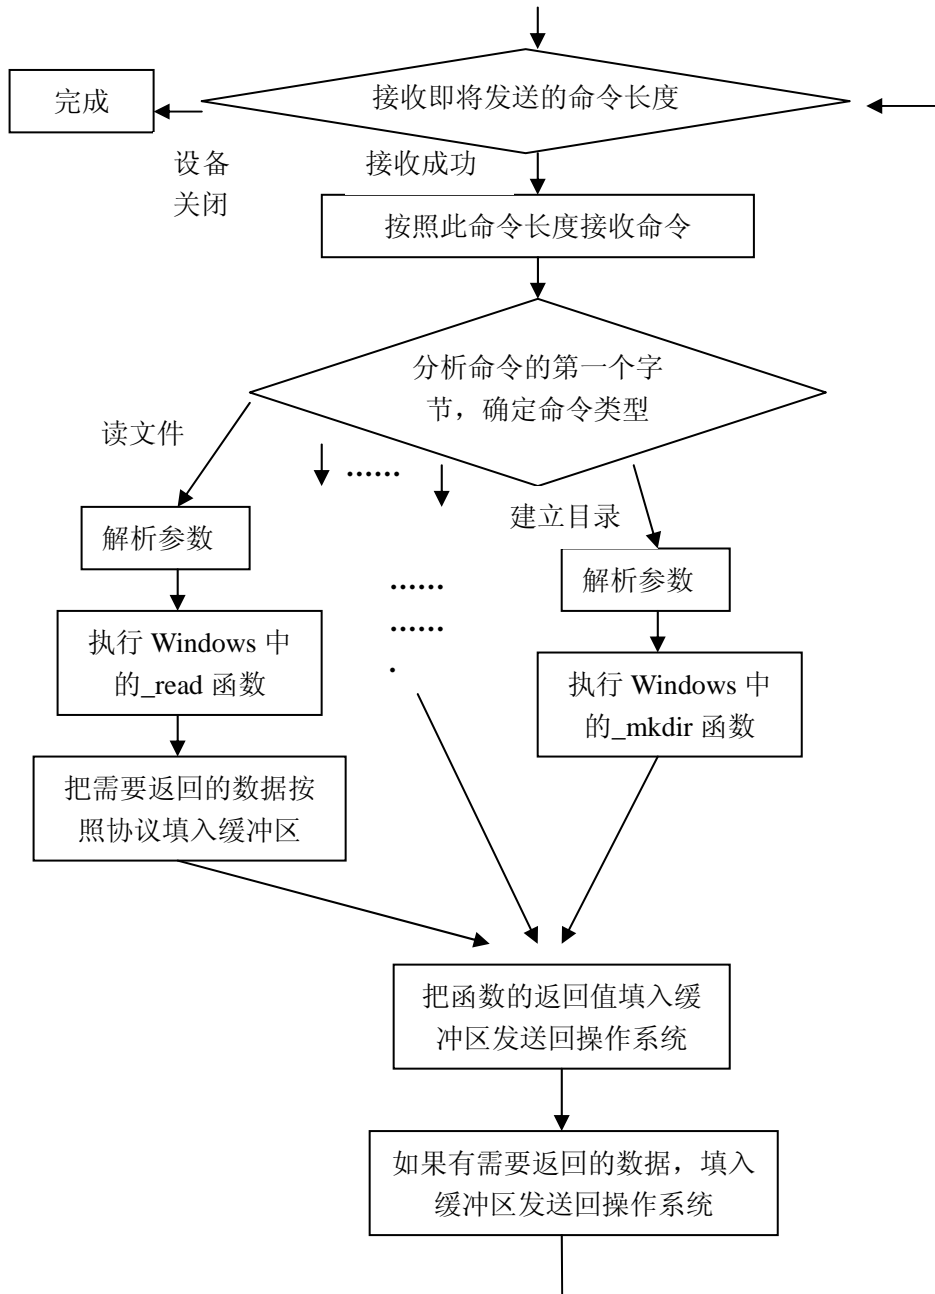 接收即将发送的命令长度
完成
设备
关闭
接收成功
按照此命令长度接收命令
分析命令的第一个字
节，确定命令类型
读文件
......
建立目录
解析参数
解析参数
......
......
.
执行 Windows 中
的_read 函数
执行 Windows 中
的_mkdir 函数
把需要返回的数据按
照协议填入缓冲区
把函数的返回值填入缓
冲区发送回操作系统
如果有需要返回的数据，填入
缓冲区发送回操作系统